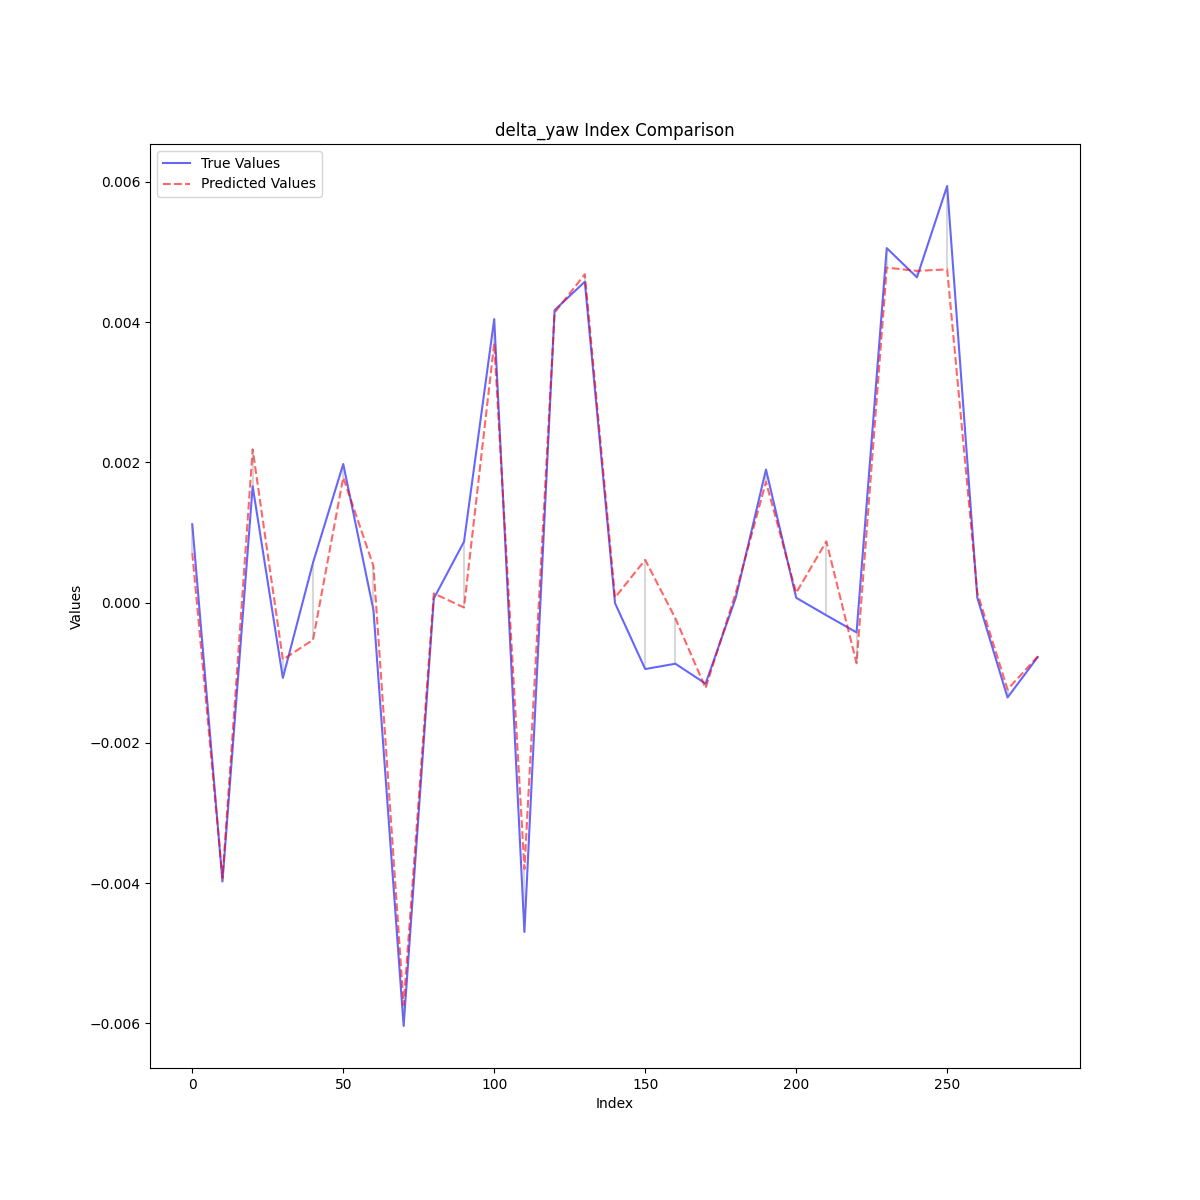 delta_yaw Index Comparison
True Values
Predicted Values
0.006
0.004
0.002
0.000
−0.002
−0.004
−0.006
Values
0 50 100 150 200 250
Index